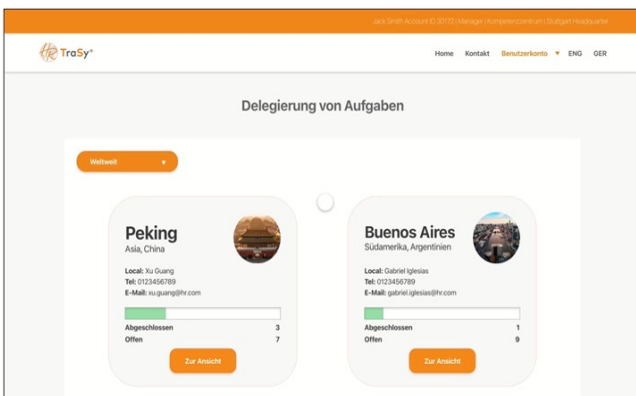 Jack Smith Account ID 30172 | Manager | Kompetenzzentrum | Stuttgart Headquarter
HR TraSy®
Home Kontakt Benutzerkonto ▼ ENG GER
Delegierung von Aufgaben
Weltweit ▼
Peking
Asia, China
Local: Xu Guang
Tel: 0123456789
E-Mail: xu.guang@hr.com
Abgeschlossen 3
Offen 7
Zur Ansicht
Buenos Aires
Südamerika, Argentinien
Local: Gabriel Iglesias
Tel: 0123456789
E-Mail: gabriel.iglesias@hr.com
Abgeschlossen 1
Offen 9
Zur Ansicht